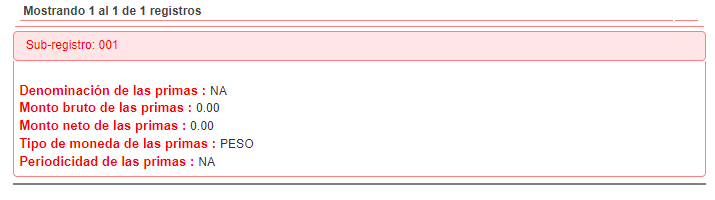 Mostrando 1 al 1 de 1 registros
Sub-registro: 001
Denominación de las primas : NA
Monto bruto de las primas : 0.00
Monto neto de las primas : 0.00
Tipo de moneda de las primas : PESO
Periodicidad de las primas : NA